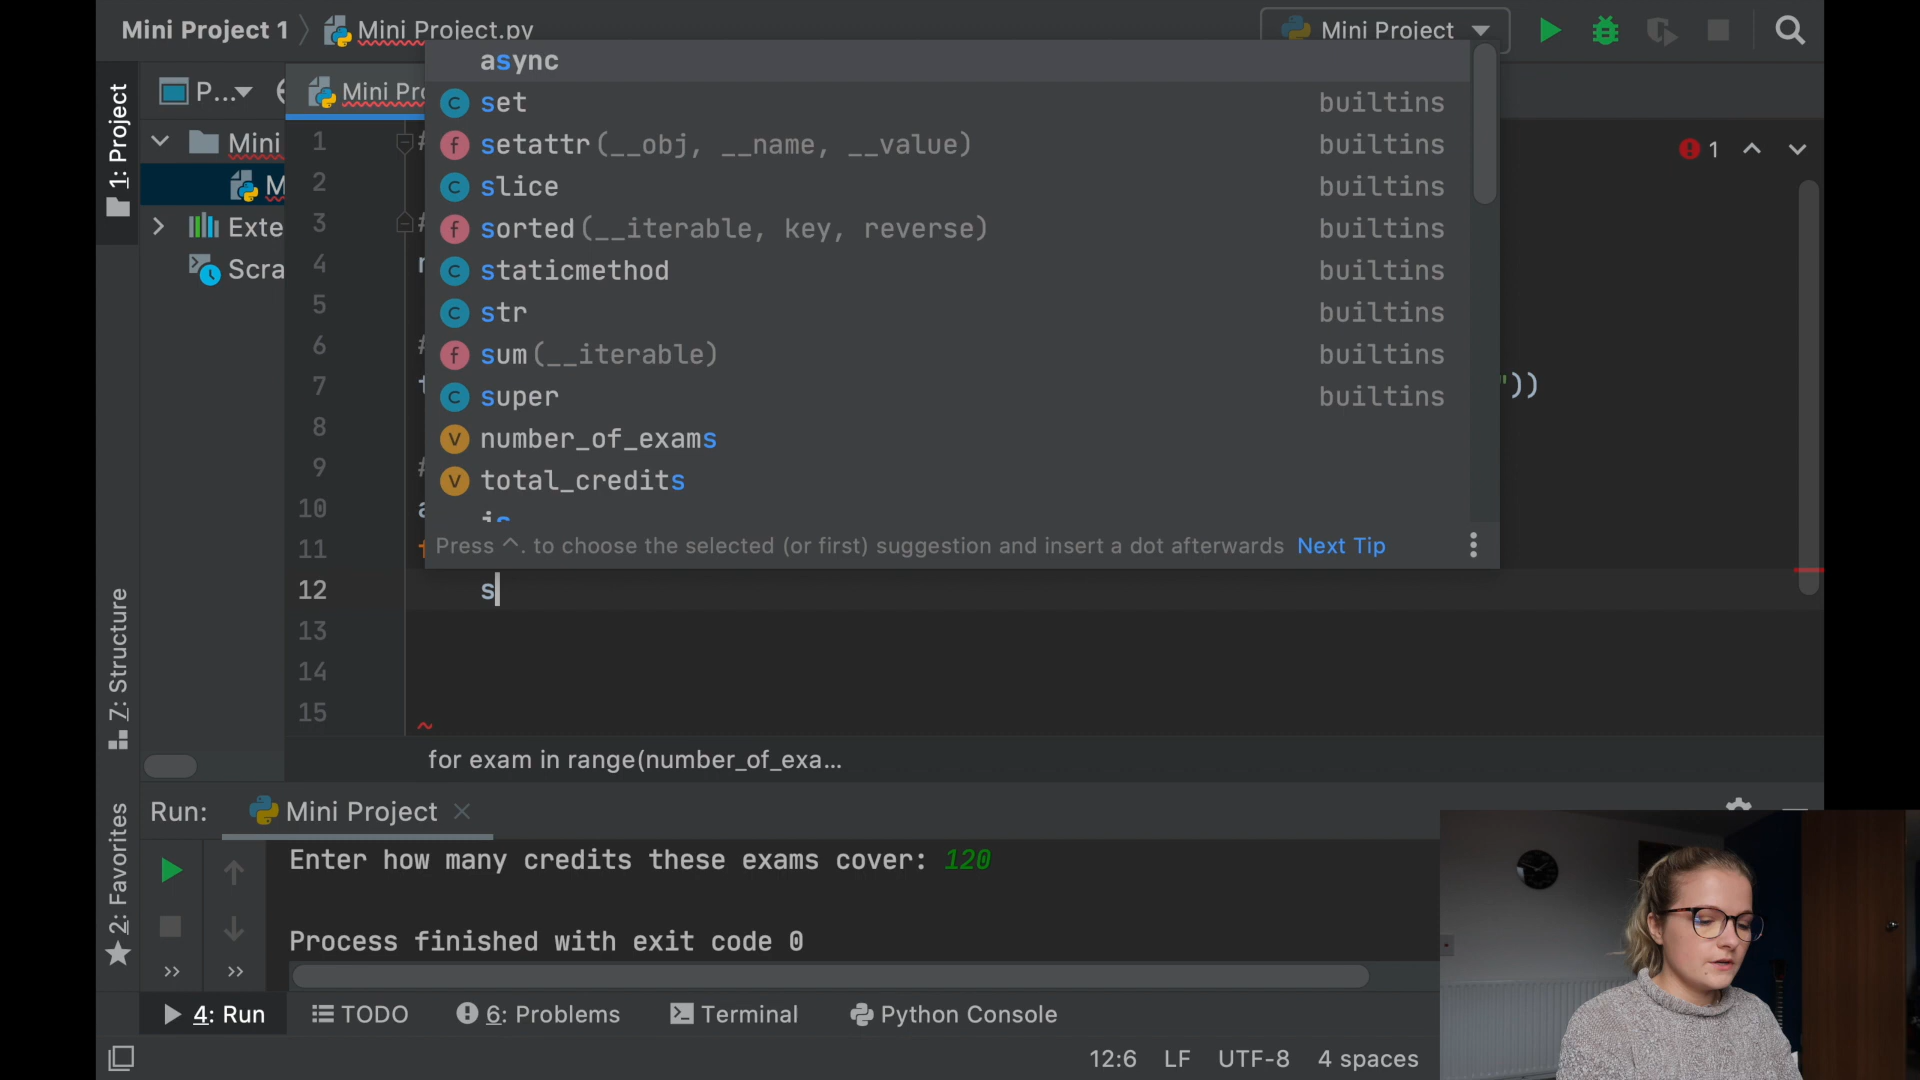 Mini Project 1 Mini Project.py Mini Project
1: Project P... Mini Pro
async
set builtins
setattr(__obj, __name, __value) builtins
slice builtins
sorted(__iterable, key, reverse) builtins
staticmethod builtins
str builtins
sum(__iterable) builtins
super builtins
number_of_exams
total_credits
is
Press ^. to choose the selected (or first) suggestion and insert a dot afterwards Next Tip
Mini
M
Exte
Scra
1 #
2
3 #
4
5
6 #
7 t "))
8
9 #
10 a
11 f
12 s
13
14
15
1
for exam in range(number_of_exa...
7: Structure
2: Favorites
Run: Mini Project
Enter how many credits these exams cover: 120
Process finished with exit code 0
4: Run TODO 6: Problems Terminal Python Console
12:6 LF UTF-8 4 spaces